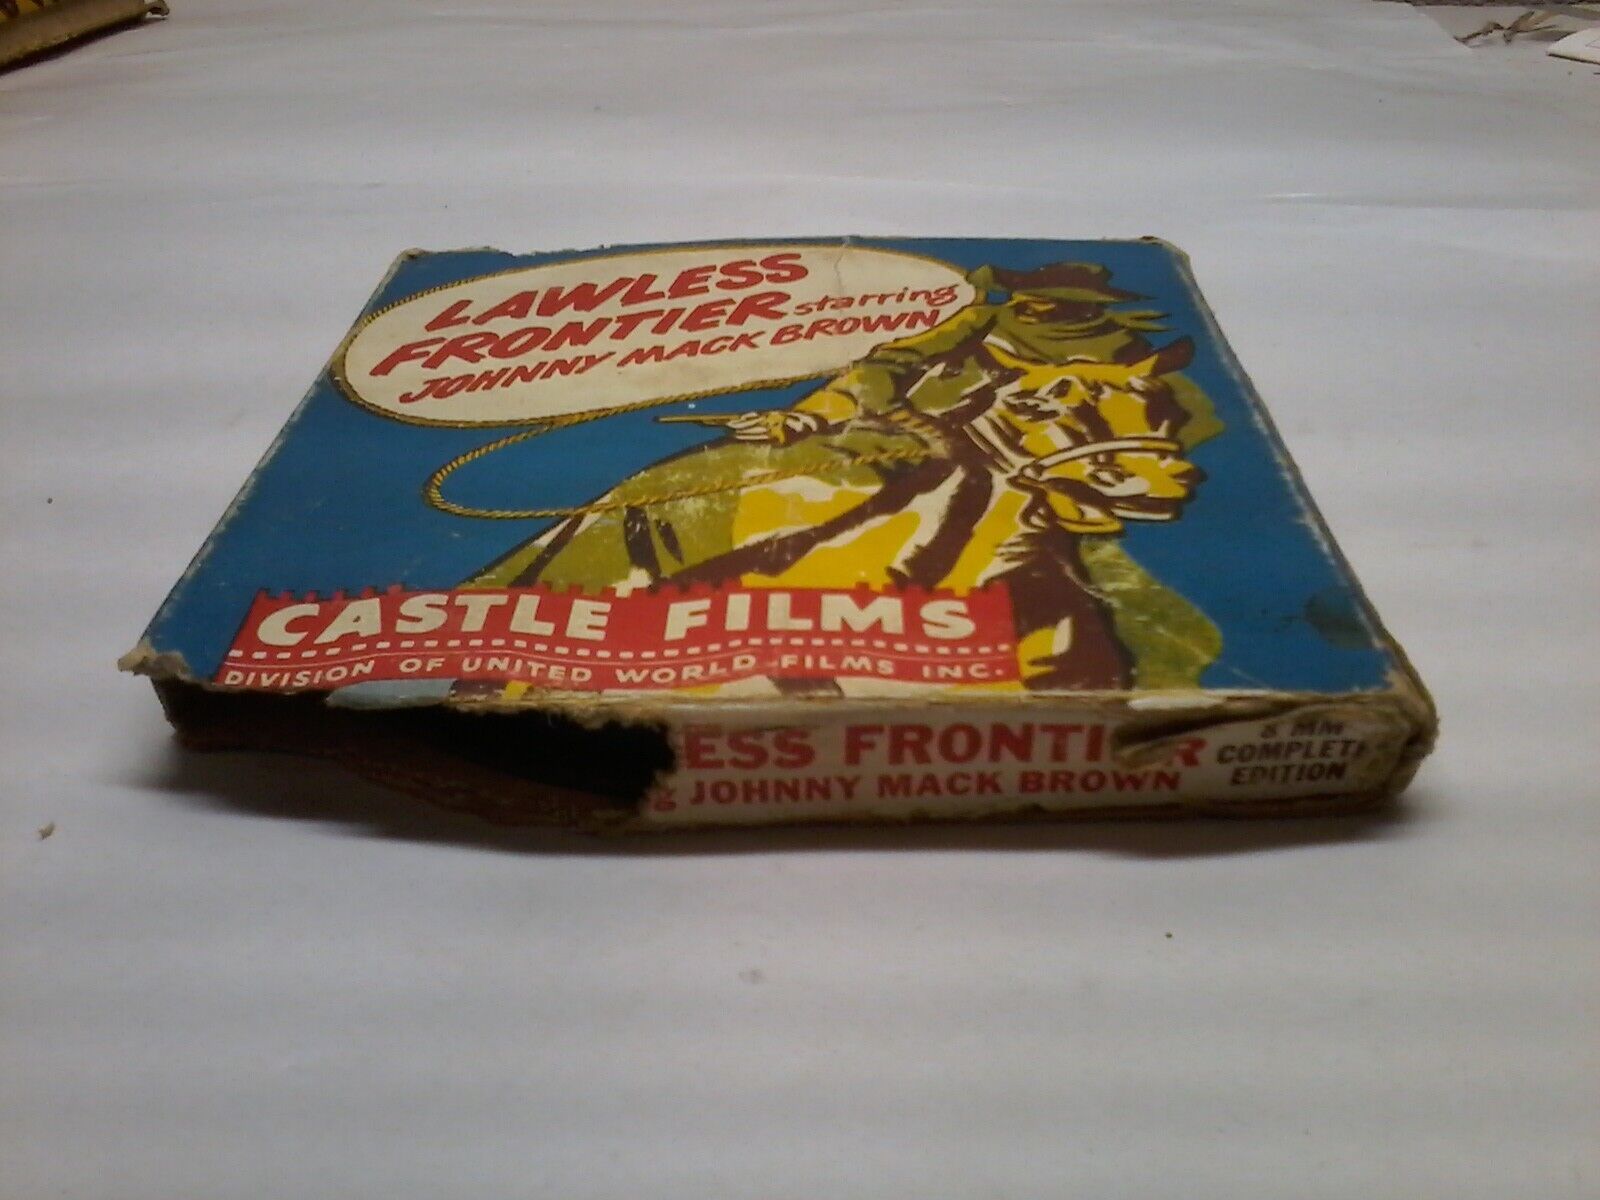 LAWLESS
FRONTIER starring
JOHNNY MACK BROWN
CASTLE FILMS
DIVISION OF UNITED WORLD FILMS INC.
ESS FRONTI R
JOHNNY MACK BROWN
8 MM
COMPLETE
EDITION